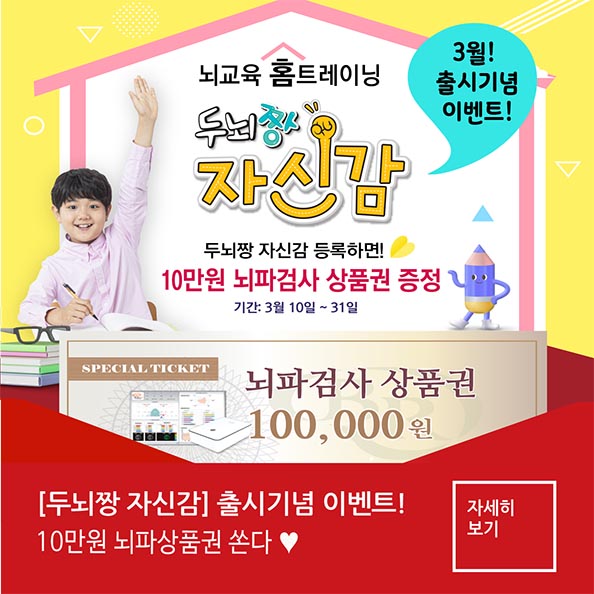 3월!
출시기념
이벤트!
뇌교육 홈트레이닝
두뇌짱
자신감
두뇌짱 자신감 등록하면!
10만원 뇌파검사 상품권 증정
기간: 3월 10일 ~ 31일
SPECIAL TICKET
뇌파검사 상품권
100,000원
[두뇌짱 자신감] 출시기념 이벤트!
10만원 뇌파상품권 쏜다 ♥
자세히
보기